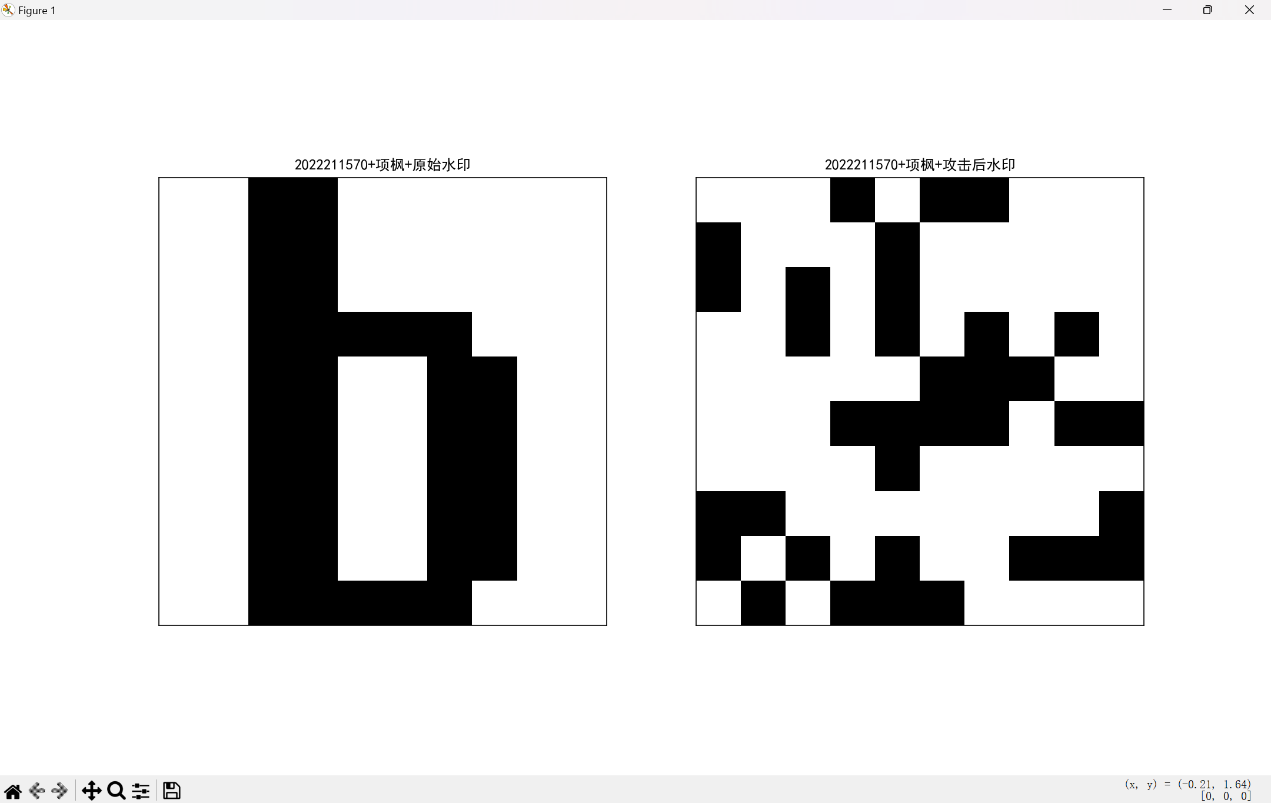 Figure 1
2022211570+项枫+原始水印
2022211570+项枫+攻击后水印
b
(x, y) = (-0.21, 1.64)
[0, 0, 0]